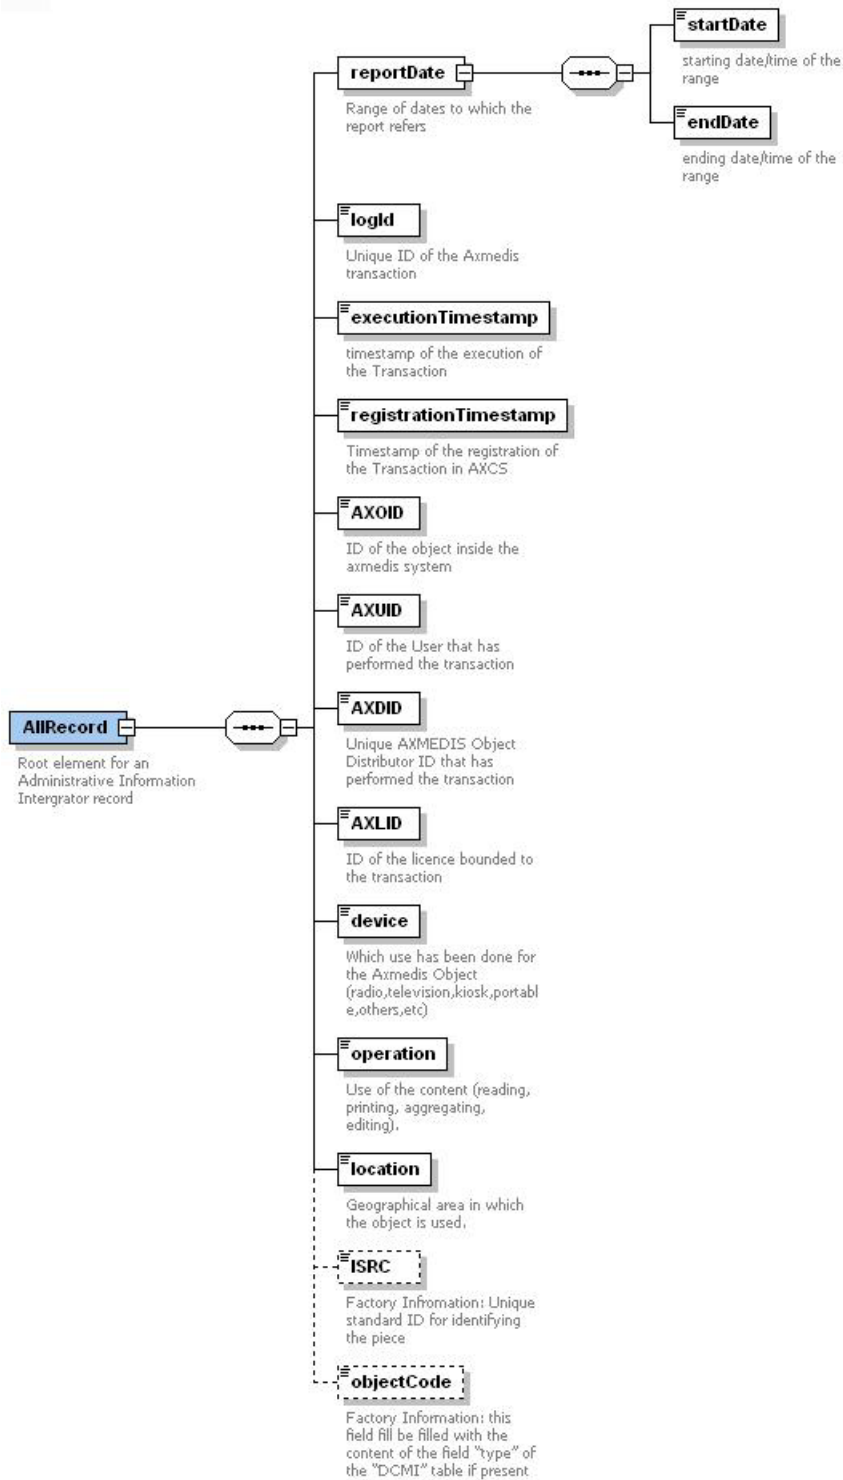 startDate
starting date/time of the
range
reportDate
Range of dates to which the
report refers
endDate
ending date/time of the
range
logId
Unique ID of the Axmedis
transaction
executionTimestamp
timestamp of the execution of
the Transaction
registrationTimestamp
Timestamp of the registration of
the Transaction in AXCS
AXOID
ID of the object inside the
axmedis system
AXUID
ID of the User that has
performed the transaction
AXDID
Unique AXMEDIS Object
Distributor ID that has
performed the transaction
AIIRecord
Root element for an
Administrative Information
Intergrator record
AXLID
ID of the licence bounded to
the transaction
device
Which use has been done for
the Axmedis Object
(radio,television,kiosk,portabl
e,others,etc)
operation
Use of the content (reading,
printing, aggregating,
editing).
location
Geographical area in which
the object is used.
ISRC
Factory Infromation: Unique
standard ID for identifying
the piece
objectCode
Factory Information: this
field fill be filled with the
content of the field "type" of
the "DCMI" table if present